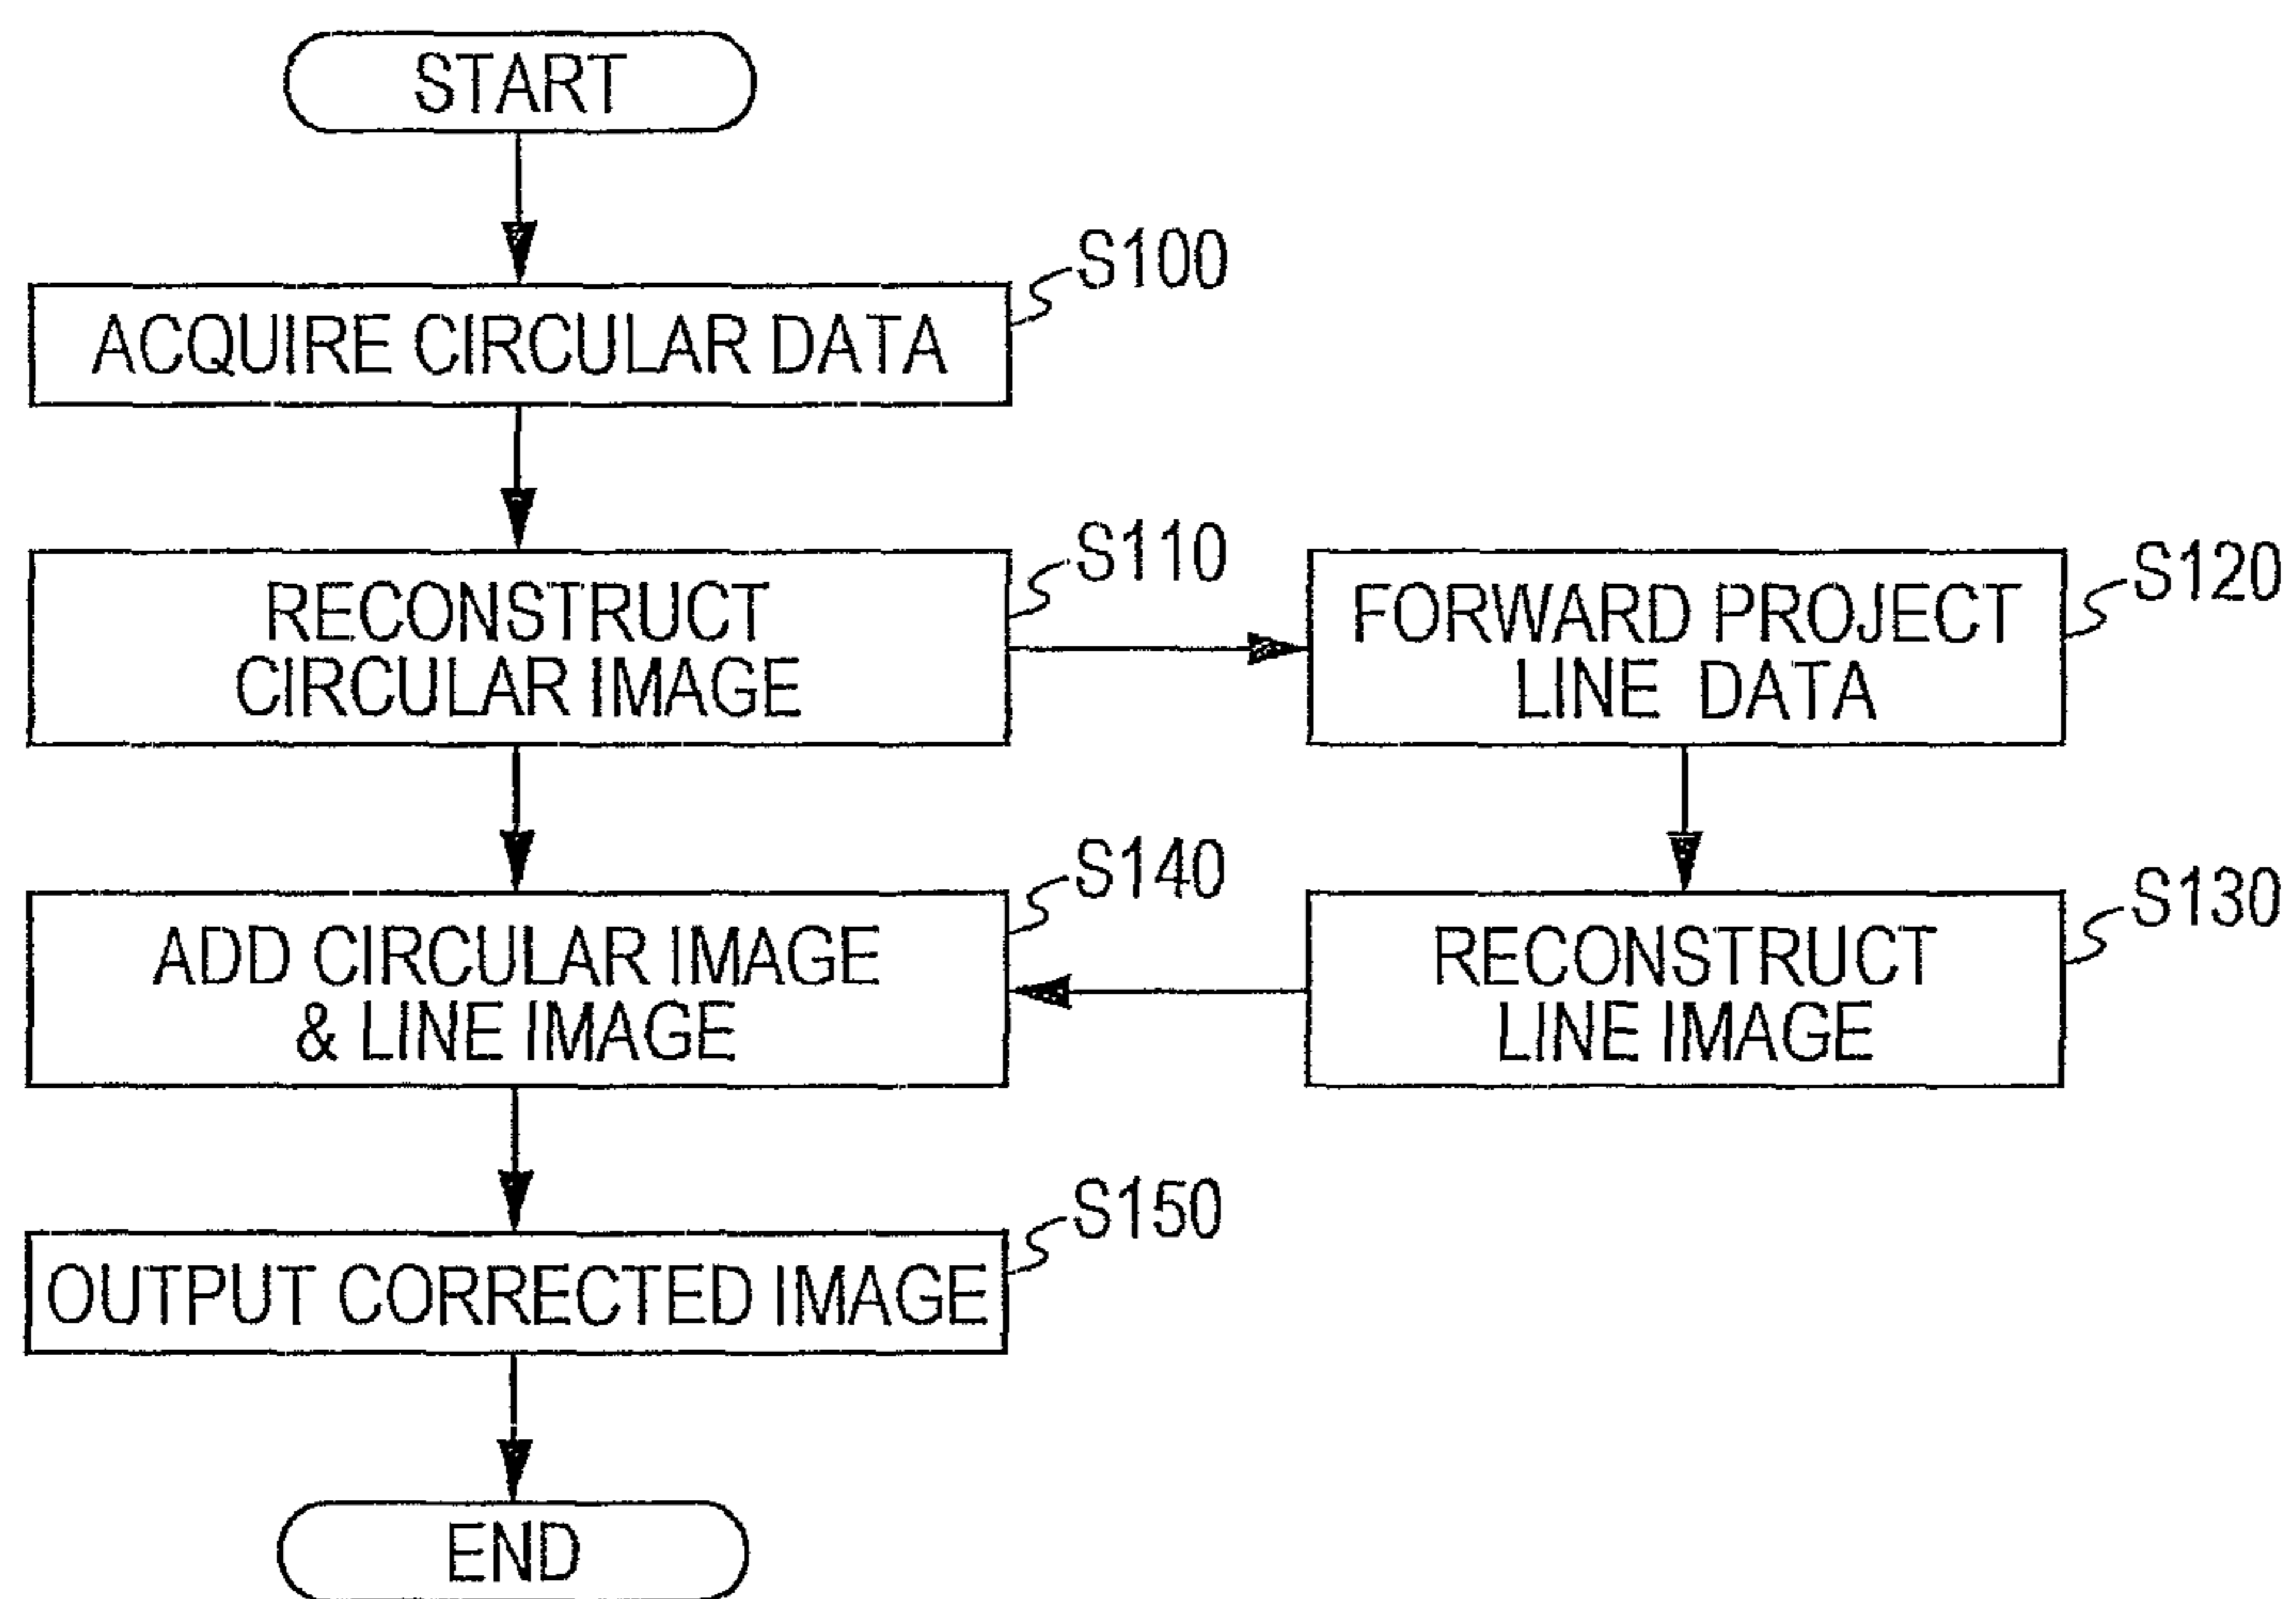 START
S100
ACQUIRE CIRCULAR DATA
S110
RECONSTRUCT
CIRCULAR IMAGE
S120
FORWARD PROJECT
LINE DATA
S140
ADD CIRCULAR IMAGE
& LINE IMAGE
S130
RECONSTRUCT
LINE IMAGE
S150
OUTPUT CORRECTED IMAGE
END